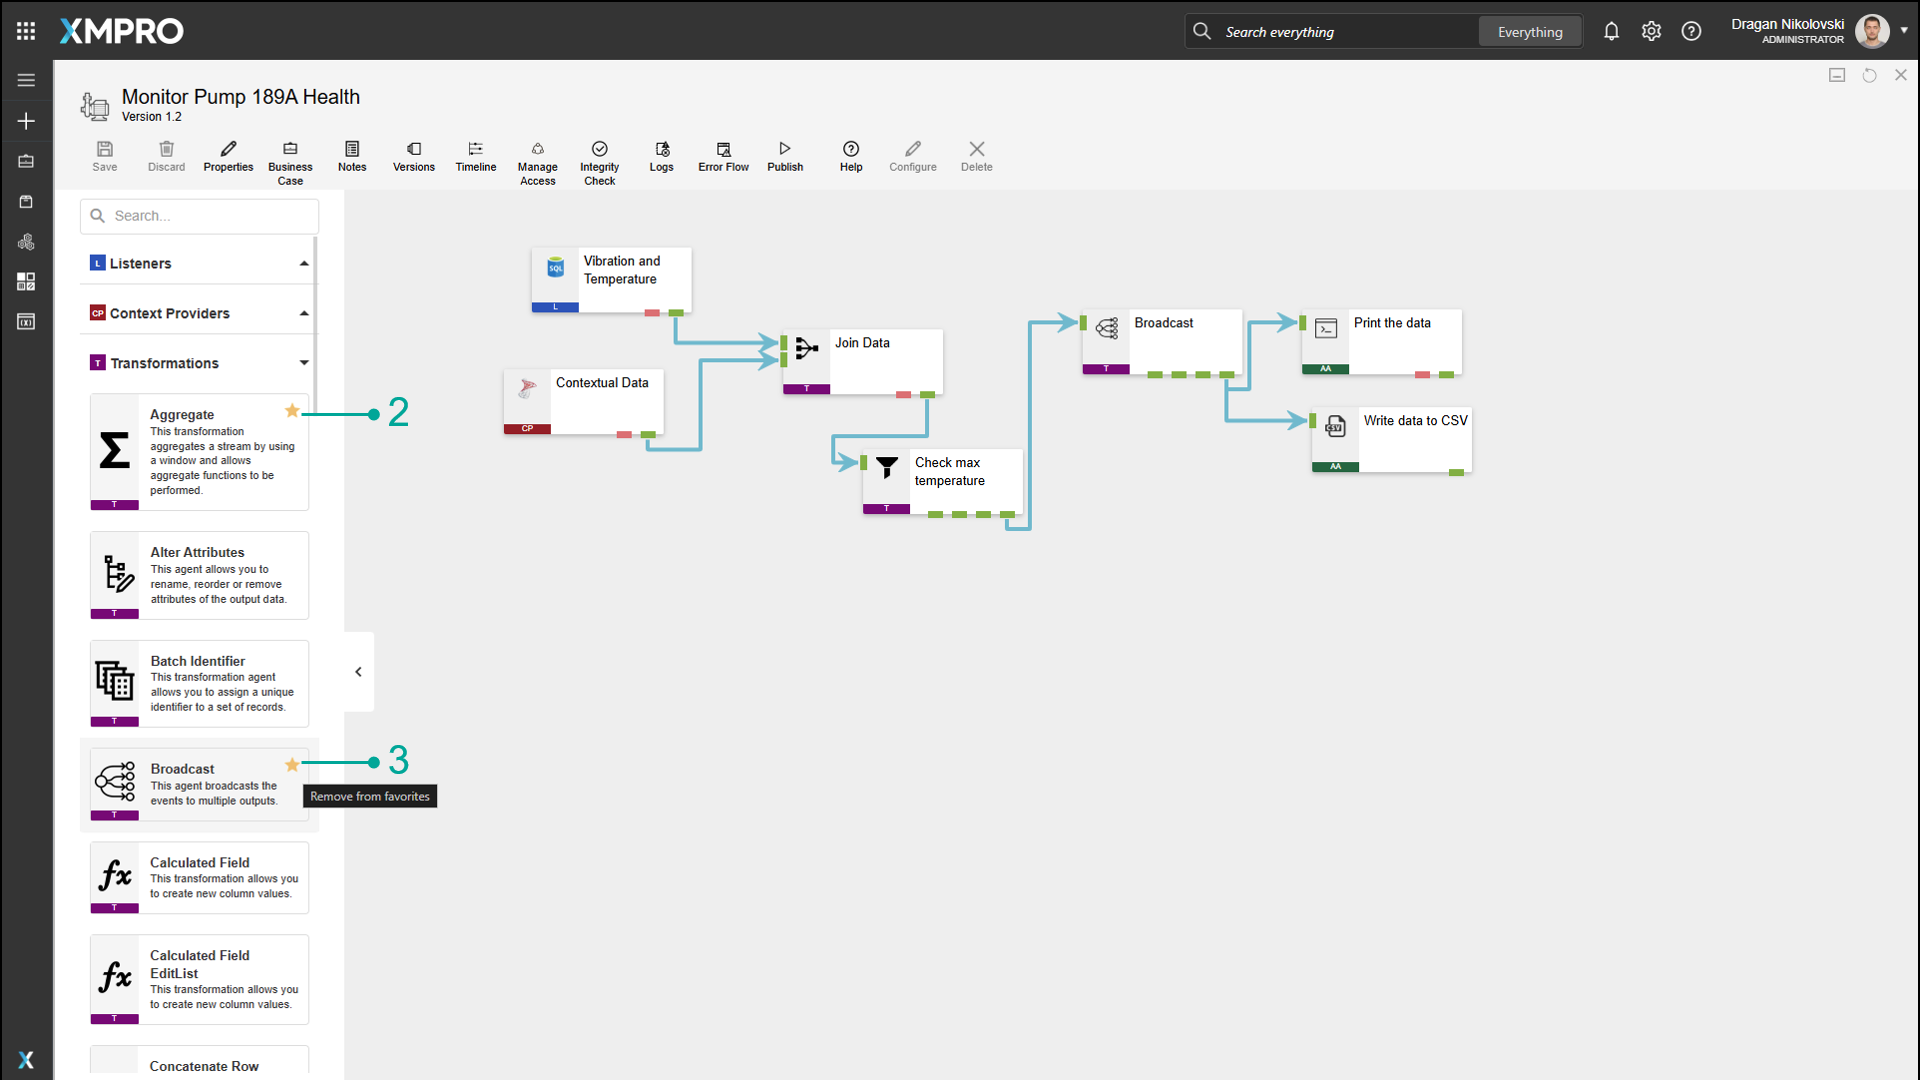 XMPRO
Search everything
Everything
Dragan Nikolovski
ADMINISTRATOR
Monitor Pump 189A Health
Version 1.2
Save
Discard
Properties
Business
Case
Notes
Versions
Timeline
Manage
Access
Integrity
Check
Logs
Error Flow
Publish
Help
Configure
Delete
Search...
L Listeners
CP Context Providers
T Transformations
Aggregate
This transformation
aggregates a stream by using
a window and allows
aggregate functions to be
performed.
T
2
Alter Attributes
This agent allows you to
rename, reorder or remove
attributes of the output data.
T
Batch Identifier
This transformation agent
allows you to assign a unique
identifier to a set of records.
T
Broadcast
This agent broadcasts the
events to multiple outputs.
T
3
Remove from favorites
Calculated Field
This transformation allows you
to create new column values.
fx
T
Calculated Field
EditList
This transformation allows you
to create new column values.
fx
T
Concatenate Row
X
Vibration and
Temperature
SQL
L
Contextual Data
CP
Join Data
T
Check max
temperature
T
Broadcast
T
Print the data
AA
Write data to CSV
CSV
AA